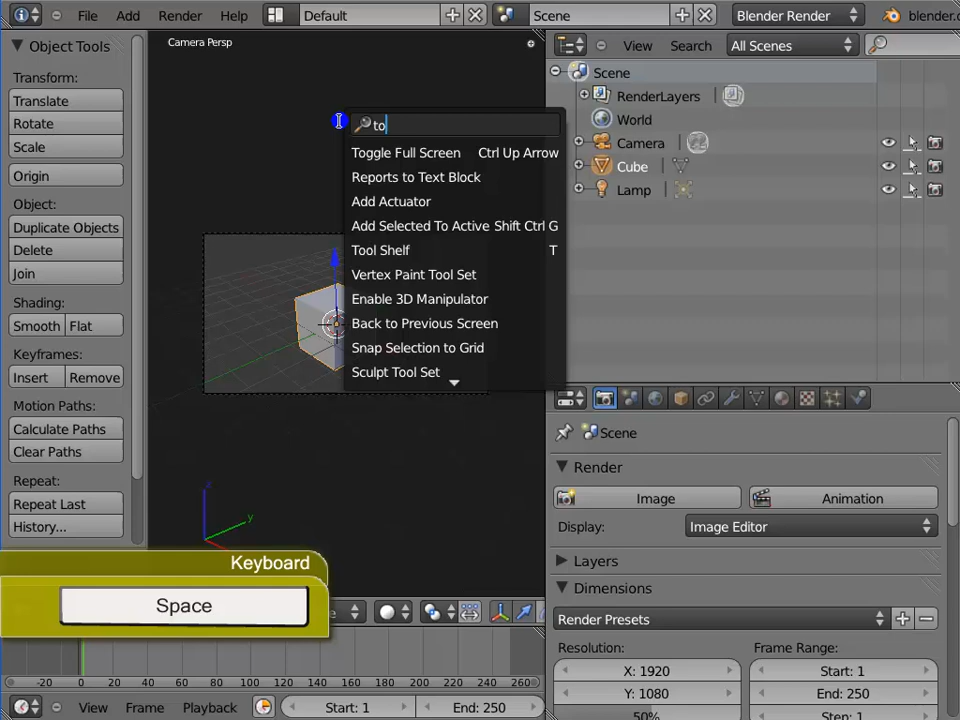 File Add Render Help Default Scene Blender Render
Object Tools
Transform:
Translate
Rotate
Scale
Origin
Object:
Duplicate Objects
Delete
Join
Shading:
Smooth Flat
Keyframes:
Insert Remove
Motion Paths:
Calculate Paths
Clear Paths
Repeat:
Repeat Last
History...
Camera Persp
to
Toggle Full Screen Ctrl Up Arrow
Reports to Text Block
Add Actuator
Add Selected To Active Shift Ctrl G
Tool Shelf T
Vertex Paint Tool Set
Enable 3D Manipulator
Back to Previous Screen
Snap Selection to Grid
Sculpt Tool Set
z
y
Keyboard
Space
-20 0 20 40 60 80 100 120 140 160 180 200 220 240 260
View Frame Playback Start: 1 End: 250
View Search All Scenes
Scene
RenderLayers
World
Camera
Cube
Lamp
Scene
Render
Image Animation
Display: Image Editor
Layers
Dimensions
Render Presets
Resolution: Frame Range:
X: 1920 Start: 1
Y: 1080 End: 250
50% Step: 1